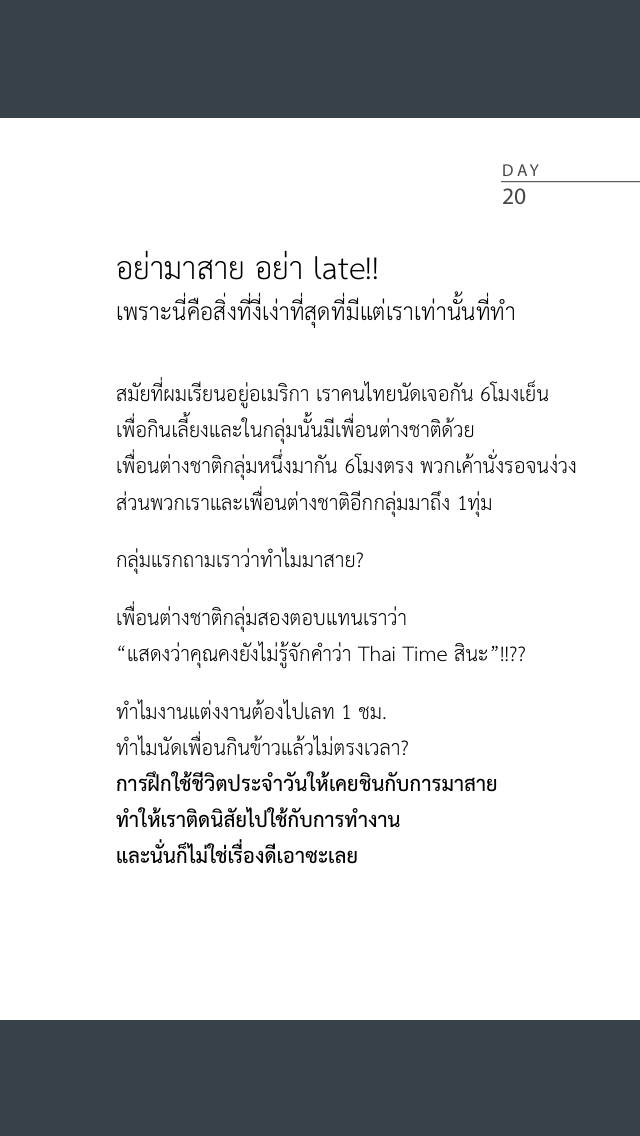 DAY
20
อย่ามาสาย อย่า late!!
เพราะนี่คือสิ่งที่งี่เง่าที่สุดที่มีแต่เราเท่านั้นที่ทำ
สมัยที่ผมเรียนอยู่อเมริกา เราคนไทยนัดเจอกัน 6โมงเย็น
เพื่อกินเลี้ยงและในกลุ่มนั้นมีเพื่อนต่างชาติด้วย
เพื่อนต่างชาติกลุ่มหนึ่งมากัน 6โมงตรง พวกเค้านั่งรอจนง่วง
ส่วนพวกเราและเพื่อนต่างชาติอีกกลุ่มมาถึง 1ทุ่ม
กลุ่มแรกถามเราว่าทำไมมาสาย?
เพื่อนต่างชาติกลุ่มสองตอบแทนเราว่า
“แสดงว่าคุณคงยังไม่รู้จักคำว่า Thai Time สินะ”!!??
ทำไมงานแต่งงานต้องไปเลท 1 ชม.
ทำไมนัดเพื่อนกินข้าวแล้วไม่ตรงเวลา?
การฝึกใช้ชีวิตประจำวันให้เคยชินกับการมาสาย
ทำให้เราติดนิสัยไปใช้กับการทำงาน
และนั่นก็ไม่ใช่เรื่องดีเอาซะเลย